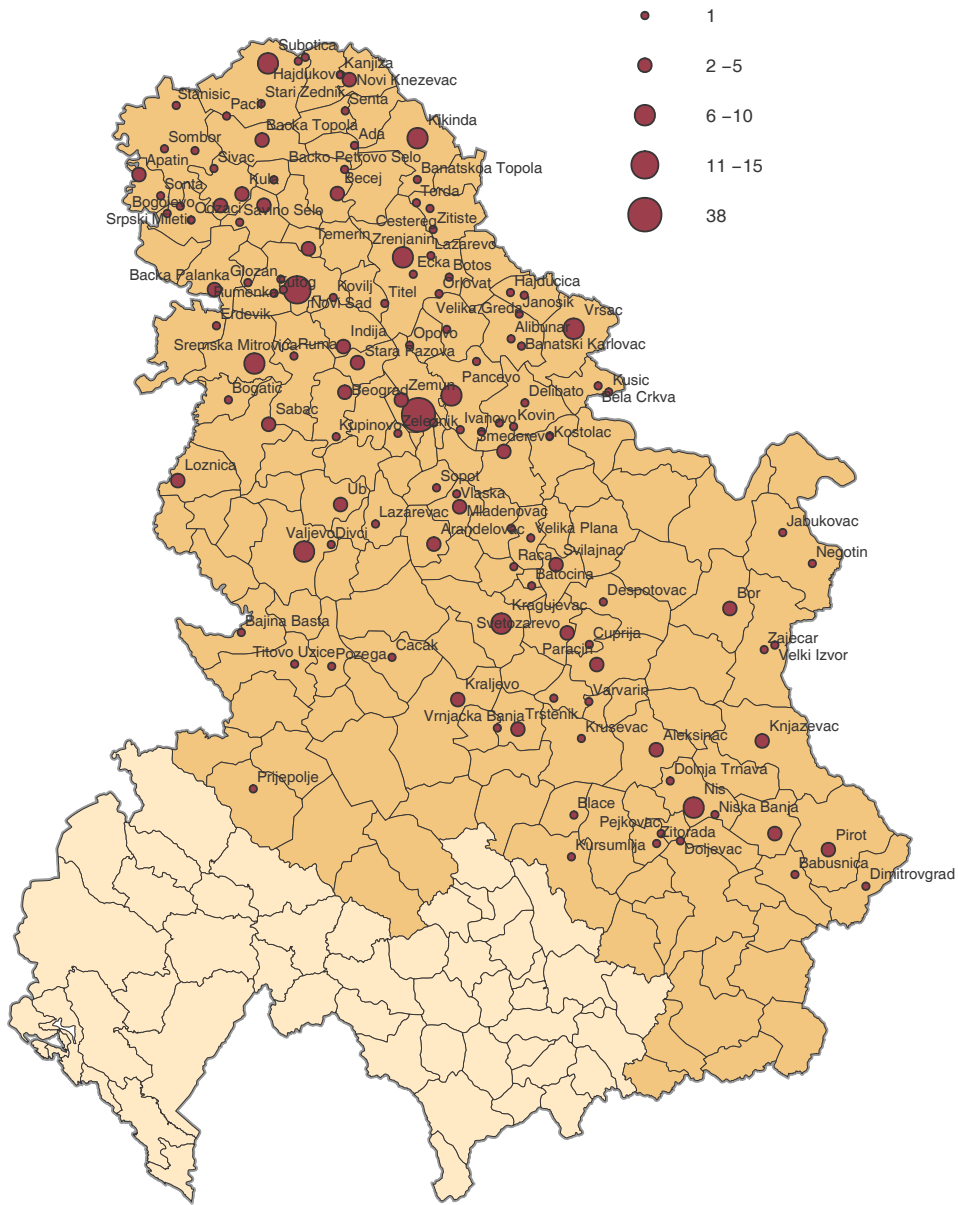 1
2 −5
6 −10
11 −15
38
Subotica
Hajdukovo
Kanjiza
Novi Knezevac
Stanisic
Pacir
Stari Zednik
Senta
Kikinda
Backa Topola
Sombor
Ada
Apatin
Sivac
Backo Petrovo Selo
Banatskoa Topola
Sonta
Kula
Becej
Torda
Bogojevo
Odzaci
Savino Selo
Srpski Miletic
Cestereg
Zitiste
Temerin
Zrenjanin
Lazarevo
Ecka
Botos
Backa Palanka
Glozan
Futog
Rumenka
Kovilj
Titel
Orlovat
Hajducica
Novi Sad
Janosik
Erdevik
Velika Greda
Vrsac
Indija
Opovo
Alibunar
Sremska Mitrovica
Ruma
Stara Pazova
Banatski Karlovac
Pancevo
Bogatic
Beograd
Zemun
Delibato
Kusic
Bela Crkva
Sabac
Kupinovo
Zeleznik
Ivanovo
Kovin
Smederevo
Kostolac
Loznica
Sopot
Ub
Vlaska
Lazarevac
Mladenovac
Valjevo
Divci
Arandelovac
Velika Plana
Jabukovac
Raca
Svilajnac
Negotin
Batocina
Kragujevac
Despotovac
Bor
Bajina Basta
Svetozarevo
Cuprija
Zajecar
Titovo Uzice
Pozega
Cacak
Paracin
Velki Izvor
Kraljevo
Varvarin
Vrnjacka Banja
Trstenik
Krusevac
Aleksinac
Knjazevac
Prijepolje
Dolnja Trnava
Nis
Blace
Niska Banja
Pejkovac
Zitorada
Pirot
Kursumlija
Doljevac
Babusnica
Dimitrovgrad